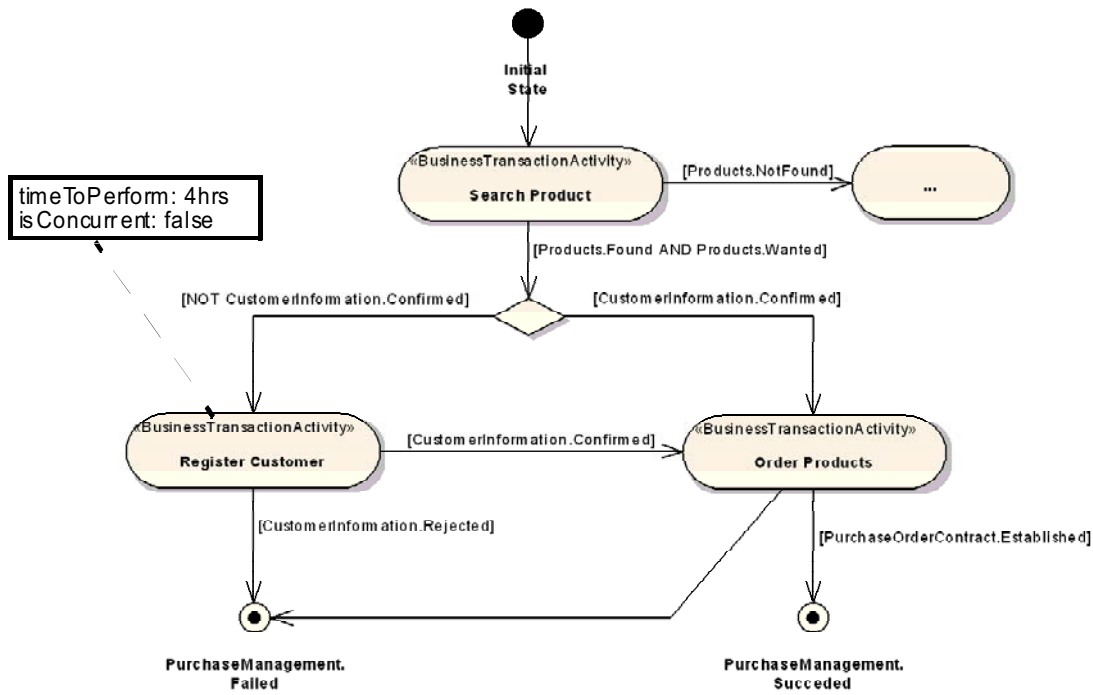 Initial
State
«BusinessTransactionActivity»
Search Product
[Products.NotFound]
...
timeToPerform: 4hrs
isConcurrent: false
[Products.Found AND Products.Wanted]
[NOT CustomerInformation.Confirmed]
[CustomerInformation.Confirmed]
«BusinessTransactionActivity»
Register Customer
[CustomerInformation.Confirmed]
«BusinessTransactionActivity»
Order Products
[CustomerInformation.Rejected]
[PurchaseOrderContract.Established]
PurchaseManagement.
Failed
PurchaseManagement.
Succeded